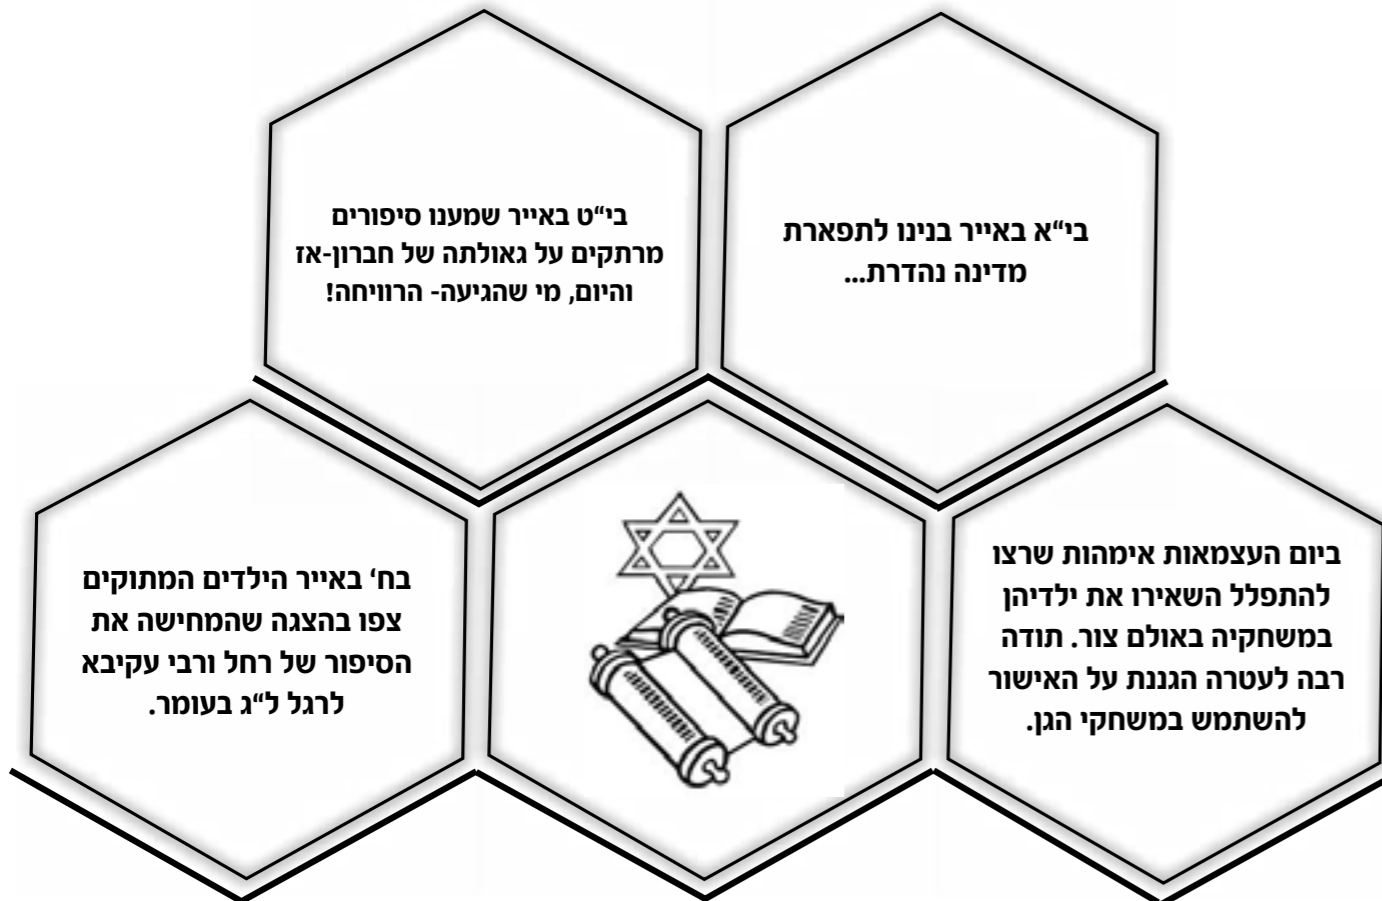 בי"א באייר בנינו לתפארת
מדינה נהדרת...
בי"ט באייר שמענו סיפורים
מרתקים על גאולתה של חברון-אז
והיום, מי שהגיעה- הרוויחה!
ביום העצמאות אימהות שרצו
להתפלל השאירו את ילדיהן
במשחקיה באולם צור. תודה
רבה לעטרה הגננת על האישור
להשתמש במשחקי הגן.
בח' באייר הילדים המתוקים
צפו בהצגה שהמחישה את
הסיפור של רחל ורבי עקיבא
לרגל ל"ג בעומר.